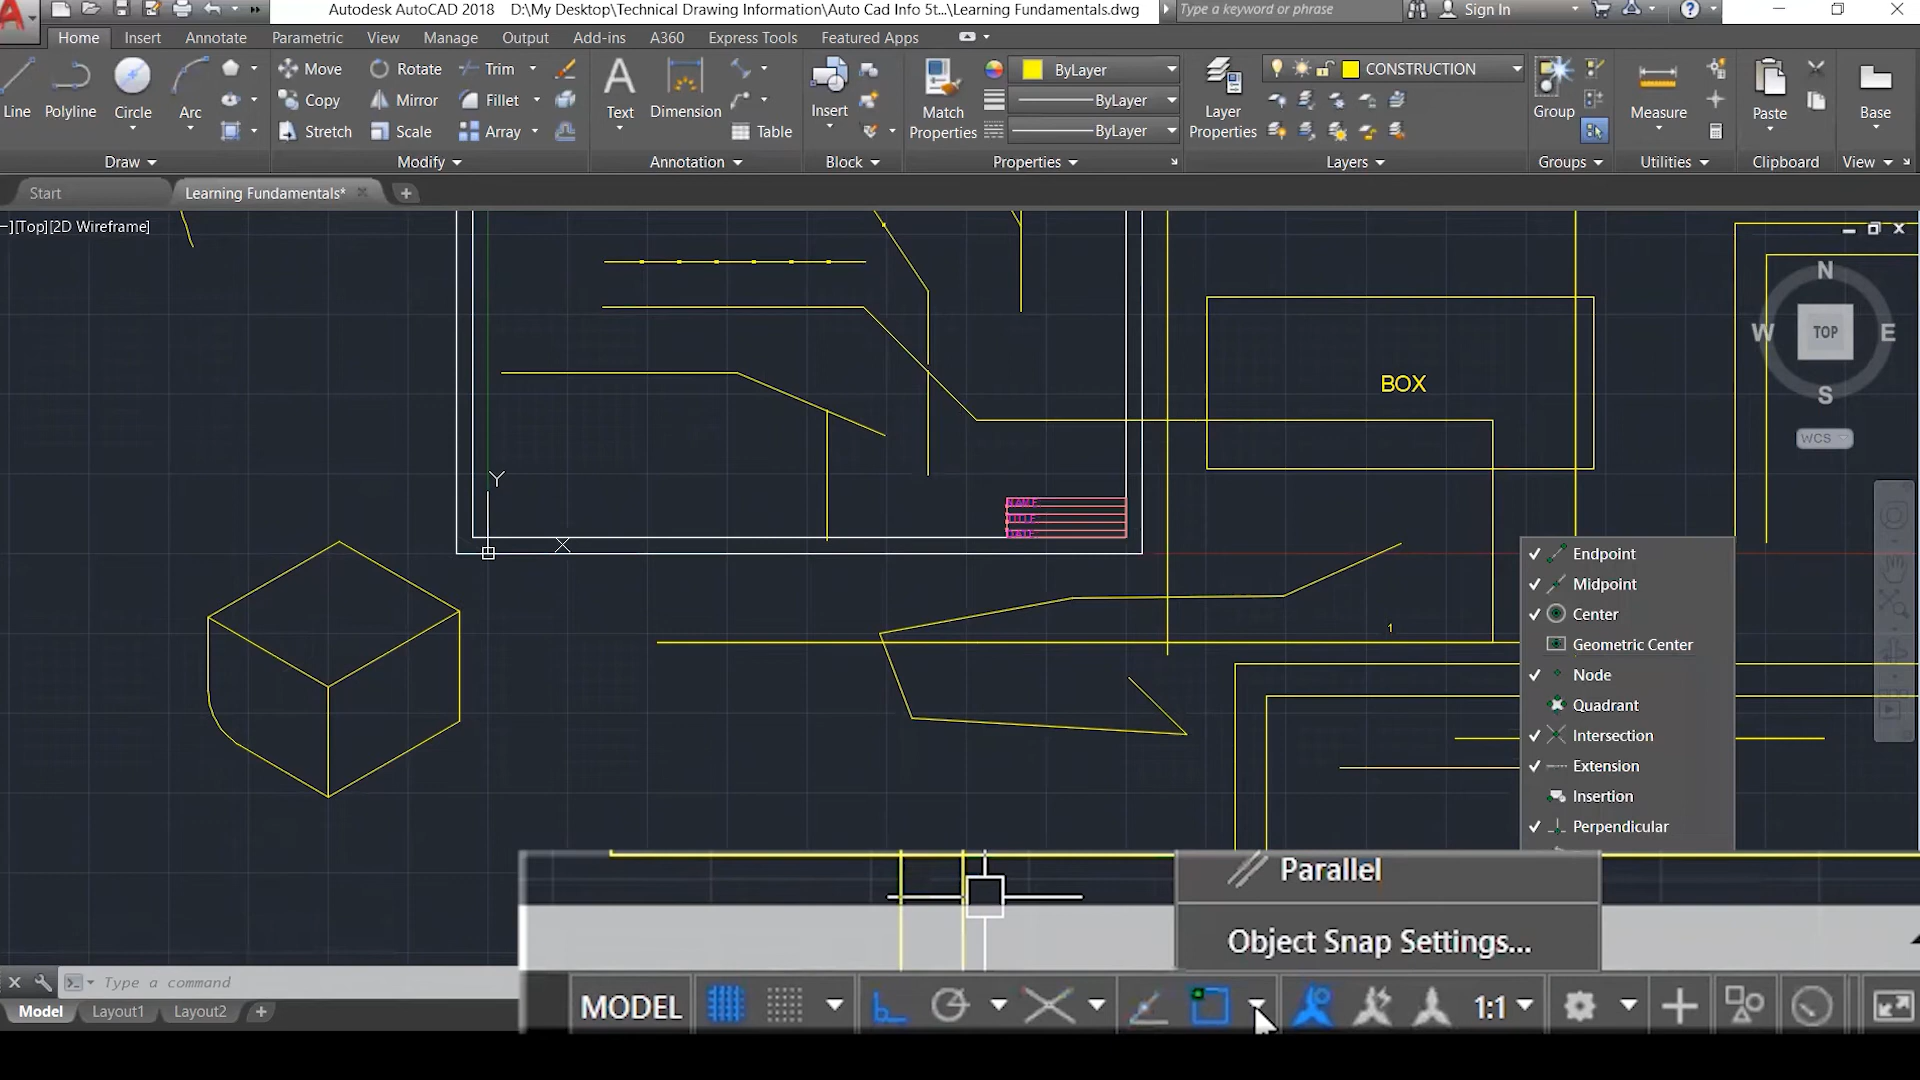 Autodesk AutoCAD 2018 D:\My Desktop\Technical Drawing Information\Auto Cad Info 5t...\Learning Fundamentals.dwg Type a keyword or phrase Sign In
Home Insert Annotate Parametric View Manage Output Add-ins A360 Express Tools Featured Apps
Line Polyline Circle Arc
Move Rotate Trim
Copy Mirror Fillet
Stretch Scale Array
Text Dimension Table
Insert
Match Properties
ByLayer
ByLayer
ByLayer
Layer Properties
CONSTRUCTION
Group Measure Paste Base
Draw Modify Annotation Block Properties Layers Groups Utilities Clipboard View
Start Learning Fundamentals*
−][Top][2D Wireframe]
N
W TOP E
S
WCS
BOX
Y
X
NAME
TITLE
DATE
1
Endpoint
Midpoint
Center
Geometric Center
Node
Quadrant
Intersection
Extension
Insertion
Perpendicular
Parallel
Object Snap Settings...
Type a command
MODEL 1:1
Model Layout1 Layout2